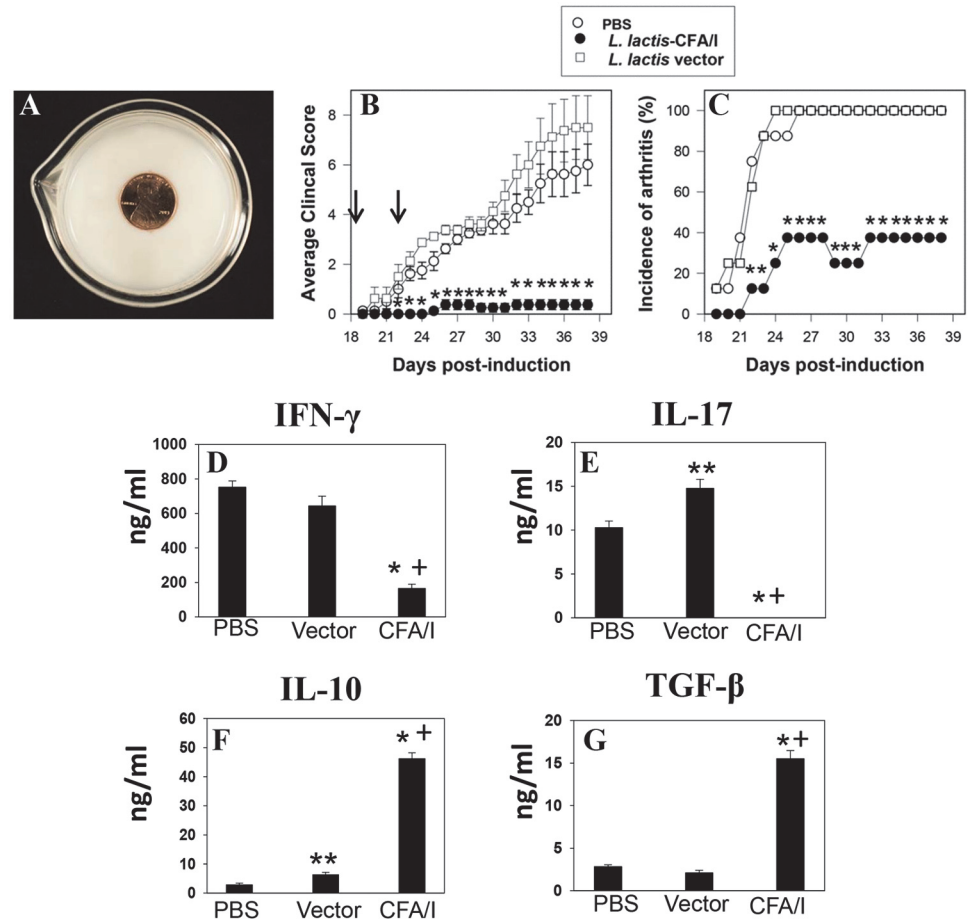 PBS
L. lactis-CFA/I
L. lactis vector
A
B
Average Clinical Score
8
6
4
2
0
* * * * *** **** ** ******
18 21 24 27 30 33 36 39
Days post-induction
C
Incidence of arthritis (%)
100
80
60
40
20
0
** * **** *** *******
18 21 24 27 30 33 36 39
Days post-induction
IFN-γ
D
ng/ml
1000
800
600
400
200
0
* +
PBS Vector CFA/I
IL-17
E
ng/ml
20
15
10
5
0
**
* +
PBS Vector CFA/I
IL-10
F
ng/ml
60
50
40
30
20
10
0
**
* +
PBS Vector CFA/I
TGF-β
G
ng/ml
20
15
10
5
0
*+
PBS Vector CFA/I